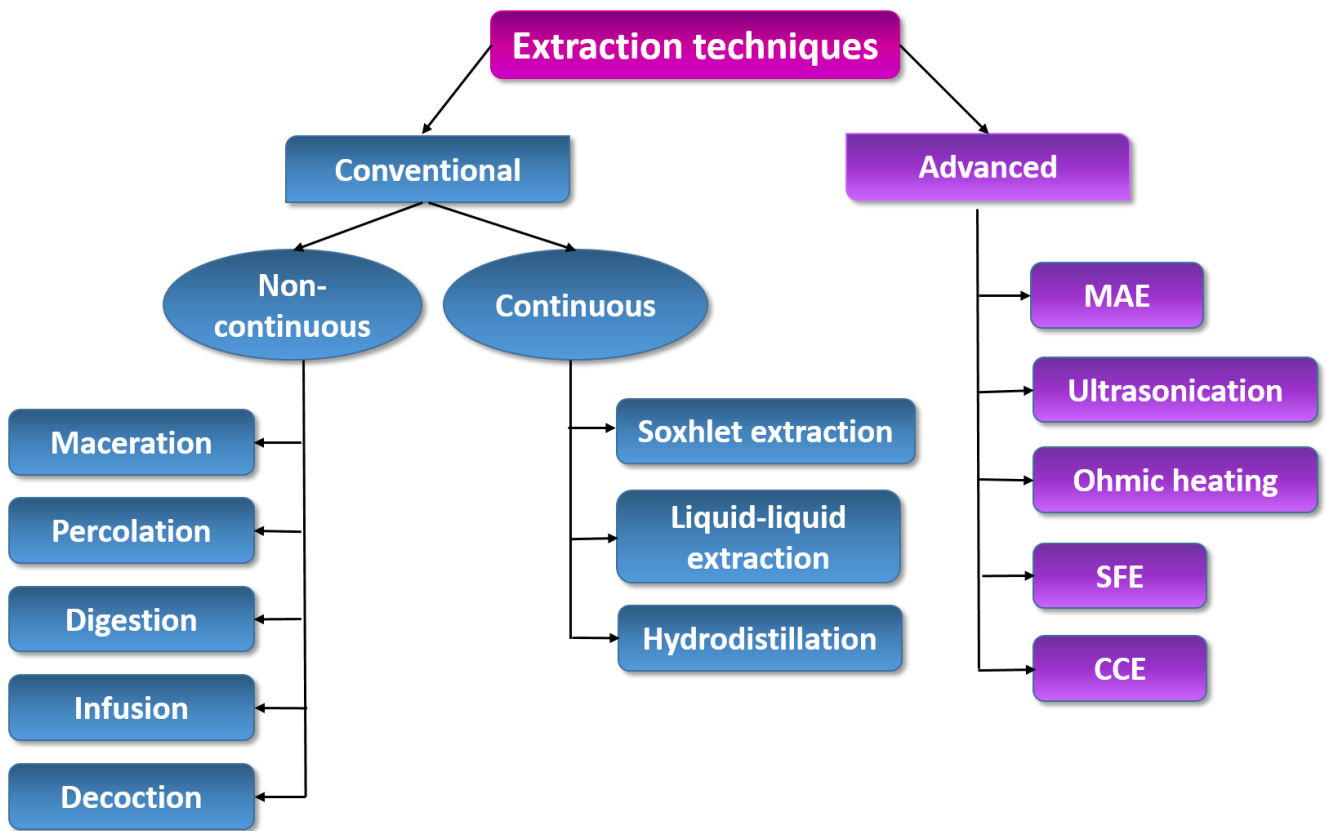 Extraction techniques
Conventional
Advanced
Non-
continuous
Continuous
Maceration
Percolation
Digestion
Infusion
Decoction
Soxhlet extraction
Liquid-liquid
extraction
Hydrodistillation
MAE
Ultrasonication
Ohmic heating
SFE
CCE